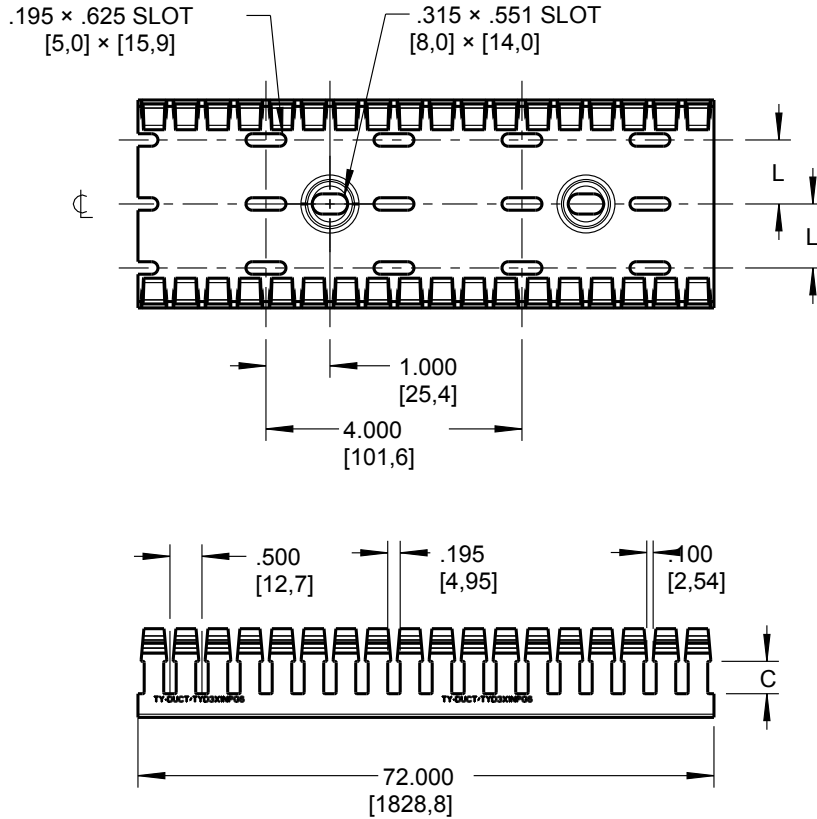 .195 × .625 SLOT
[5,0] × [15,9]
.315 × .551 SLOT
[8,0] × [14,0]
L
L
1.000
[25,4]
4.000
[101,6]
.500
[12,7]
.195
[4,95]
.100
[2,54]
C
TY-DUCT TYD3X1NPG6
TY-DUCT TYD3X1NPG6
72.000
[1828,8]